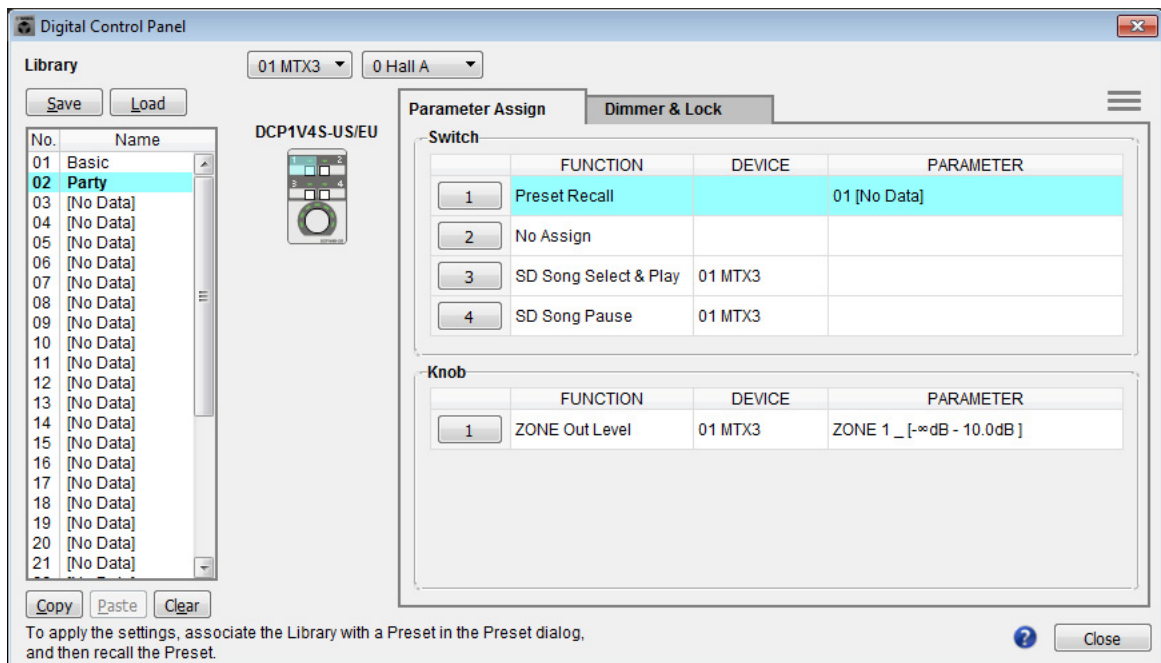 Digital Control Panel
Library
01 MTX3
0 Hall A
Save
Load
No. Name
01 Basic
02 Party
03 [No Data]
04 [No Data]
05 [No Data]
06 [No Data]
07 [No Data]
08 [No Data]
09 [No Data]
10 [No Data]
11 [No Data]
12 [No Data]
13 [No Data]
14 [No Data]
15 [No Data]
16 [No Data]
17 [No Data]
18 [No Data]
19 [No Data]
20 [No Data]
21 [No Data]
Copy
Paste
Clear
DCP1V4S-US/EU
1 2
3 4
Parameter Assign
Dimmer & Lock
Switch
FUNCTION DEVICE PARAMETER
1 Preset Recall 01 [No Data]
2 No Assign
3 SD Song Select & Play 01 MTX3
4 SD Song Pause 01 MTX3
Knob
FUNCTION DEVICE PARAMETER
1 ZONE Out Level 01 MTX3 ZONE 1 _ [-∞dB - 10.0dB ]
To apply the settings, associate the Library with a Preset in the Preset dialog,
and then recall the Preset.
?
Close